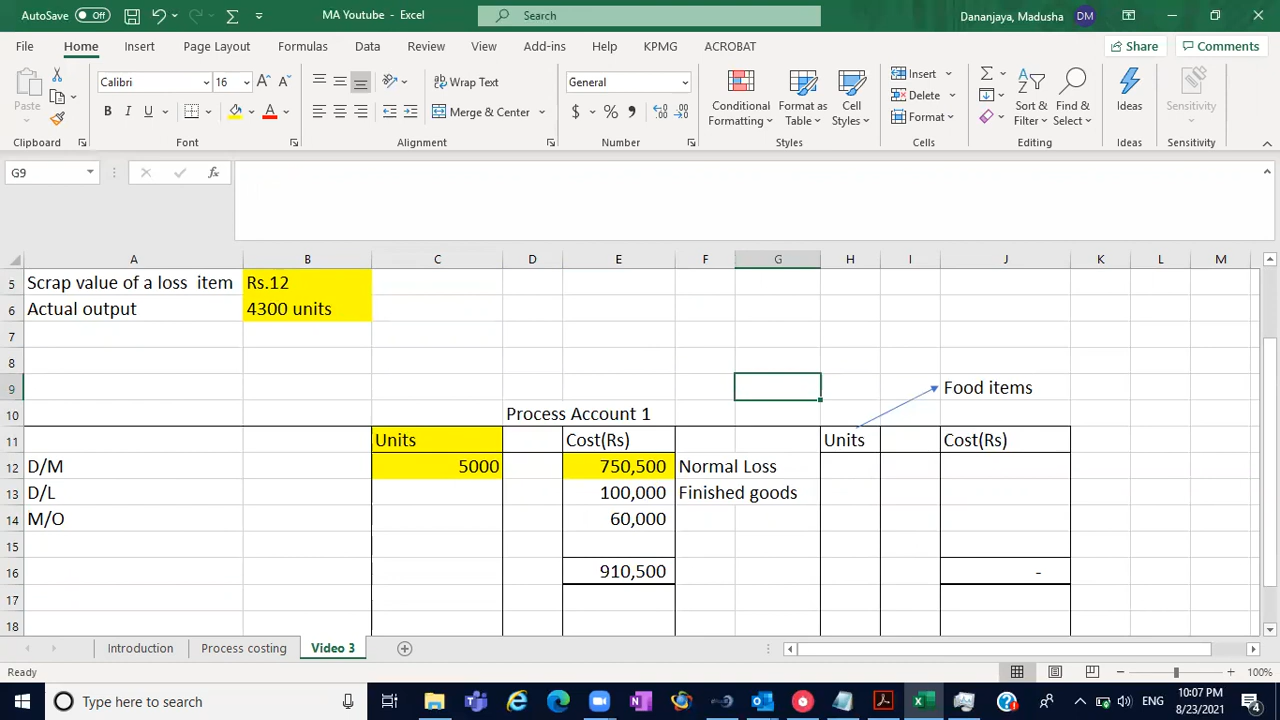 AutoSave Off
MA Youtube - Excel
Search
Dananjaya, Madusha DM
File Home Insert Page Layout Formulas Data Review View Add-ins Help KPMG ACROBAT Share Comments
Paste
Calibri 16
B I U
Wrap Text
Merge & Center
General
$ % ,
Conditional Formatting
Format as Table
Cell Styles
Insert
Delete
Format
Sort & Filter
Find & Select
Ideas
Sensitivity
Clipboard Font Alignment Number Styles Cells Editing Ideas Sensitivity
G9
fx
A B C D E F G H I J K L M
5 Scrap value of a loss item Rs.12
6 Actual output 4300 units
7
8
9 Food items
10 Process Account 1
11 Units Cost(Rs) Units Cost(Rs)
12 D/M 5000 750,500 Normal Loss
13 D/L 100,000 Finished goods
14 M/O 60,000
15
16 910,500 -
17
18
Introduction Process costing Video 3
Ready 100%
Type here to search
ENG
10:07 PM
8/23/2021
4